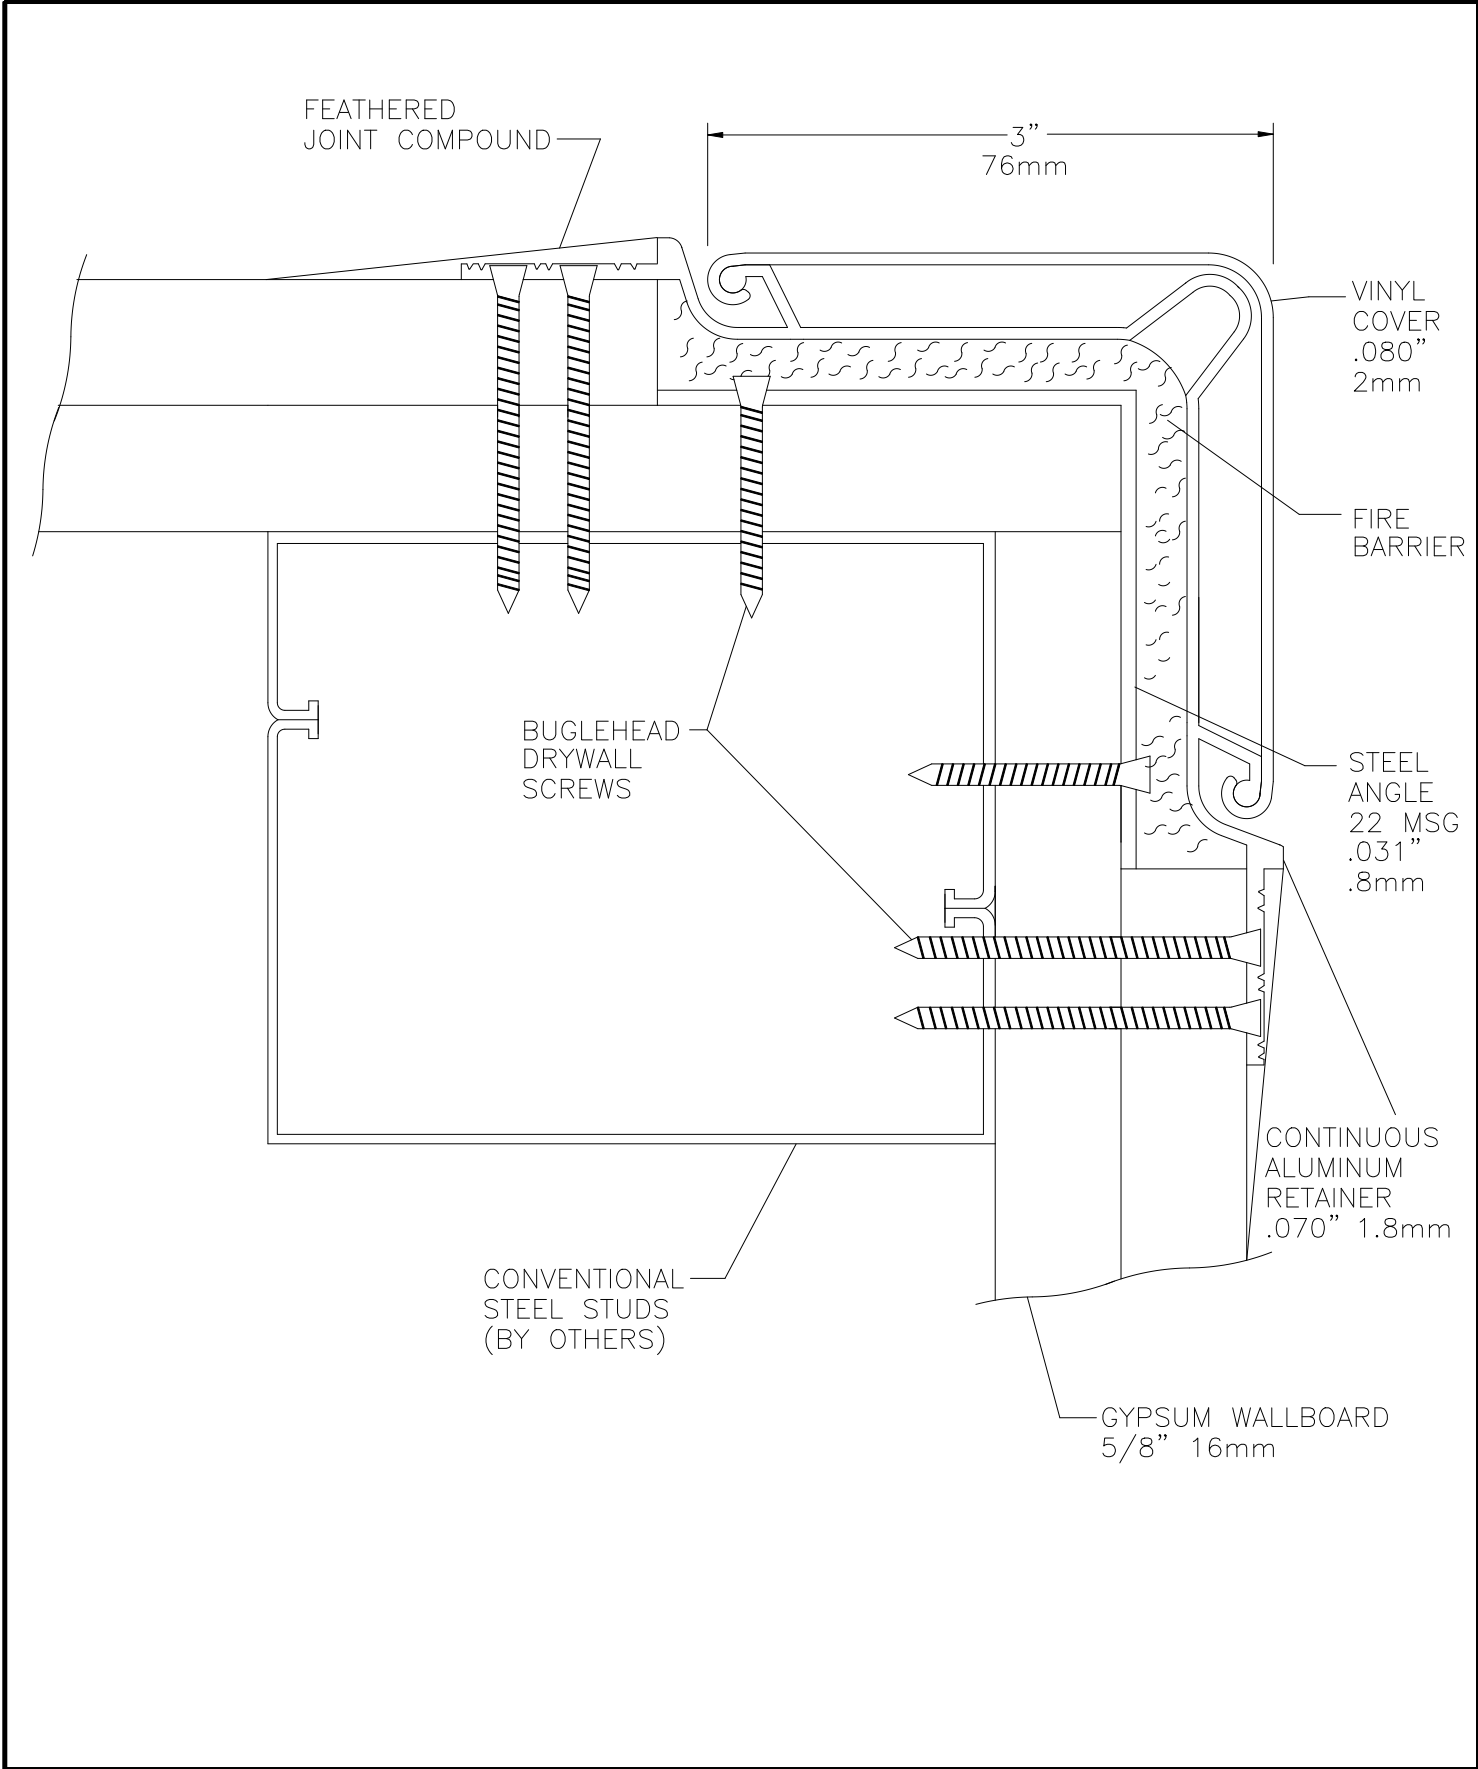 FEATHERED
JOINT COMPOUND
3”
76mm
VINYL
COVER
.080”
2mm
FIRE
BARRIER
BUGLEHEAD
DRYWALL
SCREWS
STEEL
ANGLE
22 MSG
.031”
.8mm
CONTINUOUS
ALUMINUM
RETAINER
.070” 1.8mm
CONVENTIONAL
STEEL STUDS
(BY OTHERS)
GYPSUM WALLBOARD
5/8” 16mm